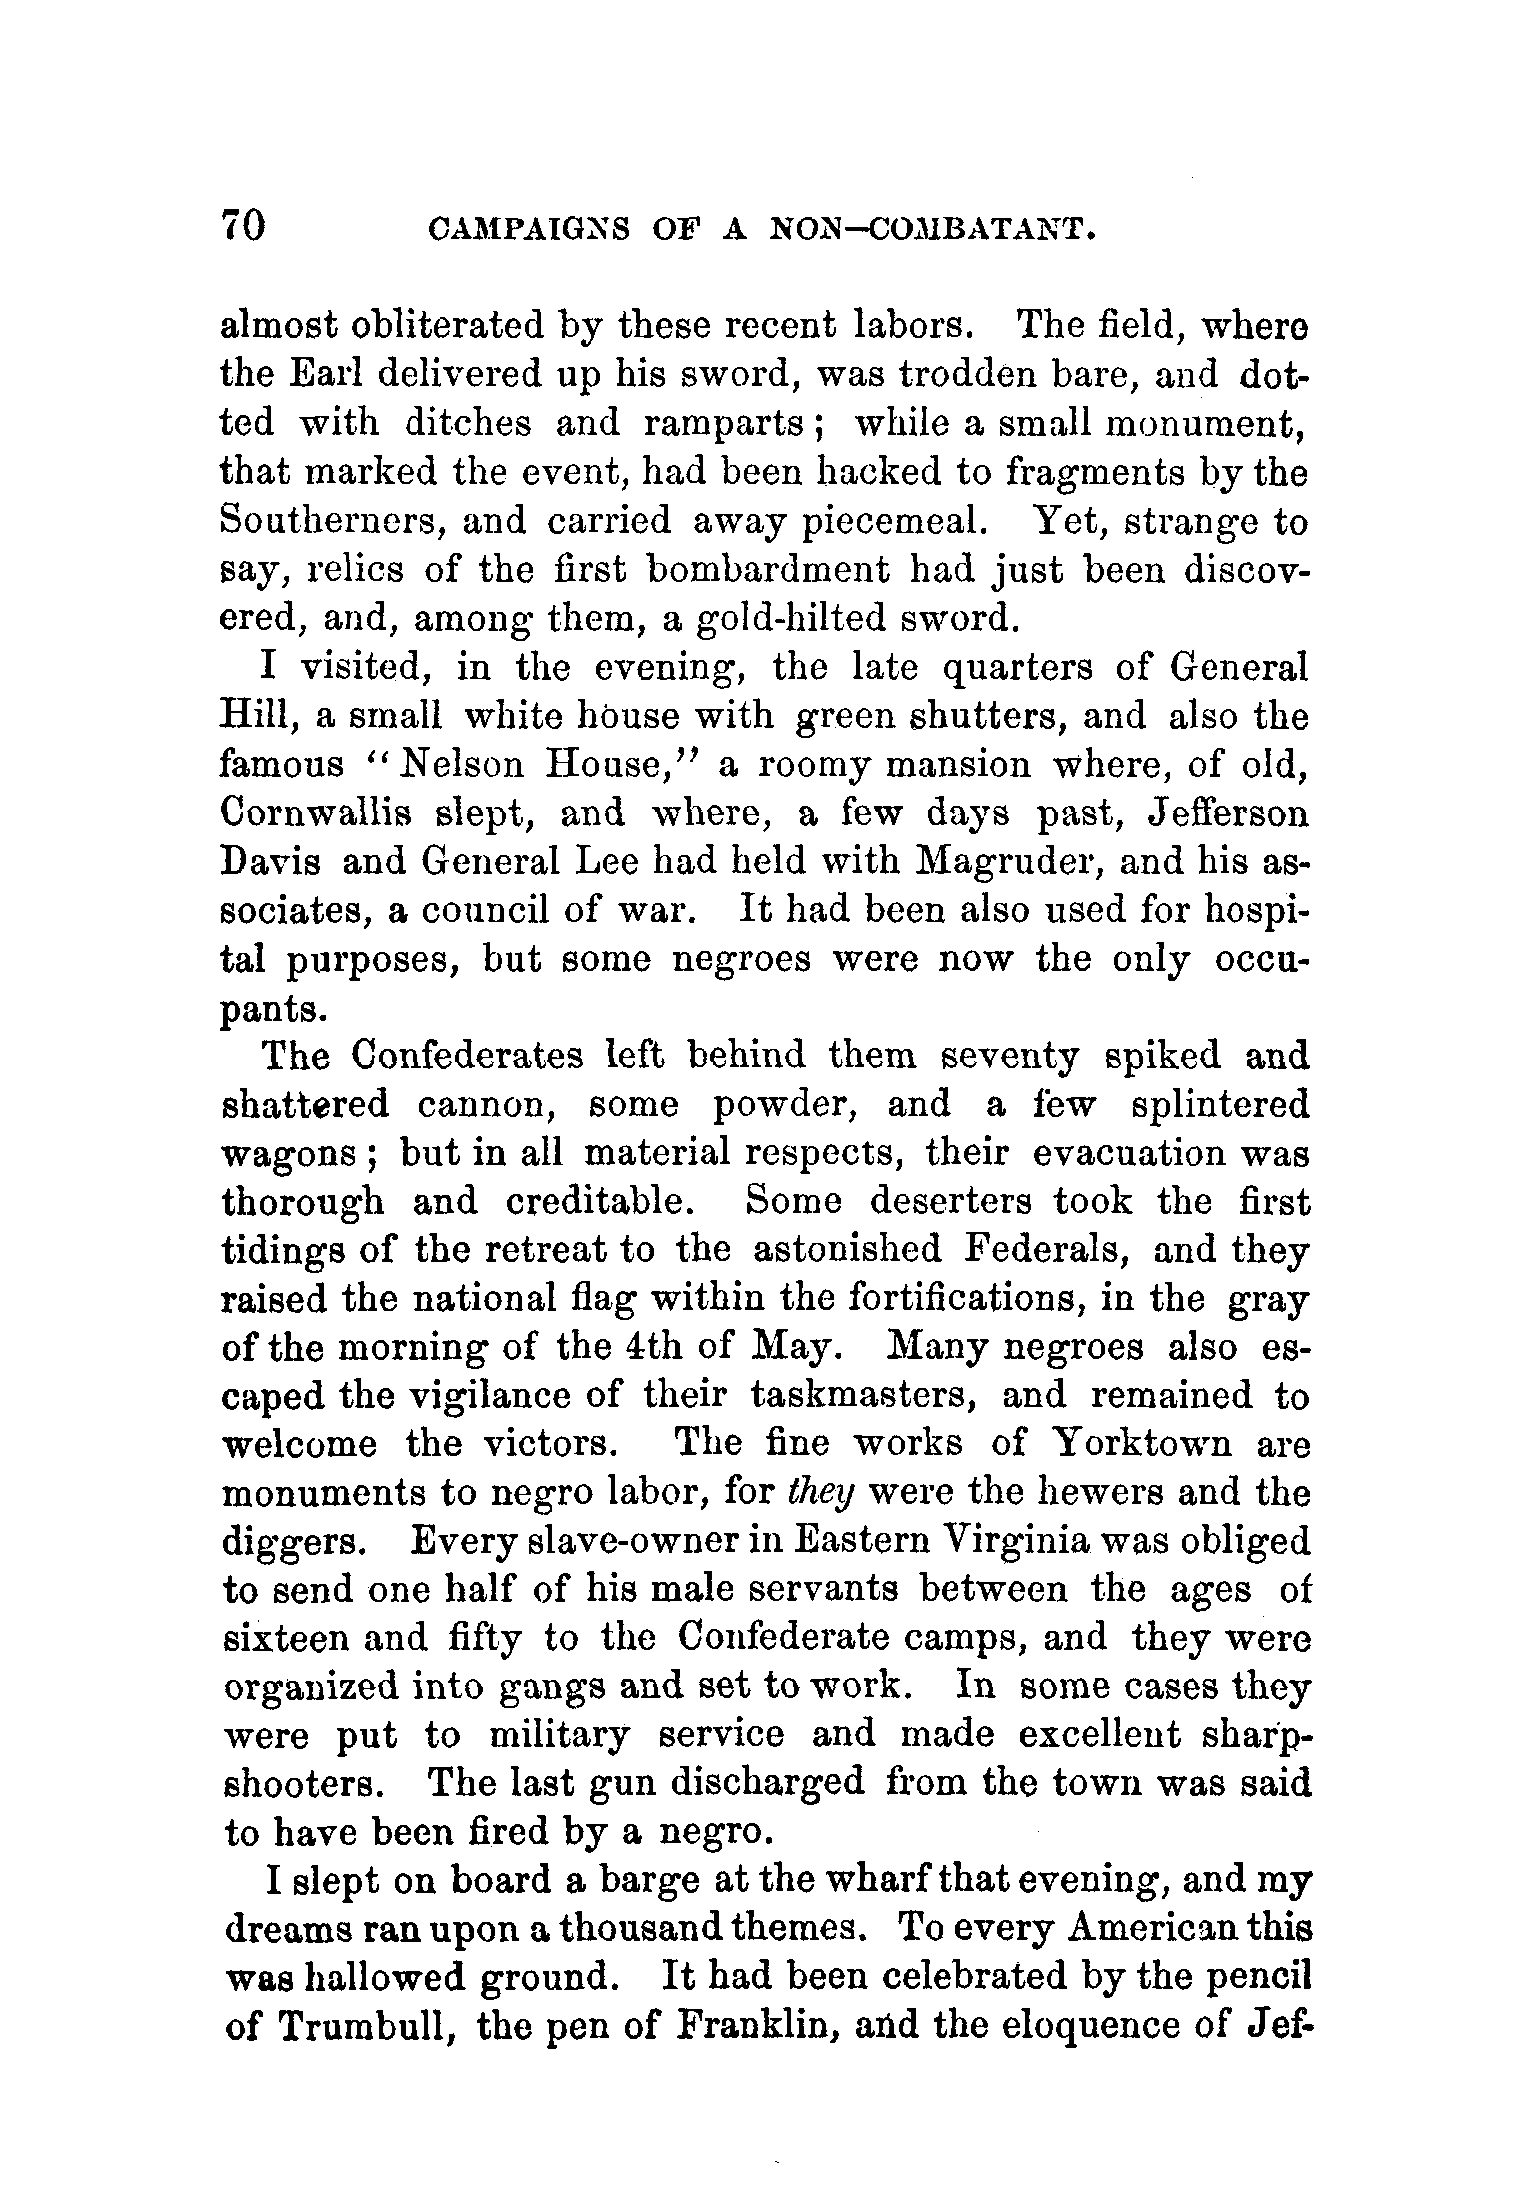 70 CAMPAIGNS OF A NON-COMBATANT.
almost obliterated by these recent labors. The field, where
the Earl delivered up his sword, was trodden bare, and dot-
ted with ditches and ramparts; while a small monument,
that marked the event, had been hacked to fragments by the
Southerners, and carried away piecemeal. Yet, strange to
say, relics of the first bombardment had just been discov-
ered, and, among them, a gold-hilted sword.
I visited, in the evening, the late quarters of General
Hill, a small white house with green shutters, and also the
famous "Nelson House," a roomy mansion where, of old,
Cornwallis slept, and where, a few days past, Jefferson
Davis and General Lee had held with Magruder, and his as-
sociates, a council of war. It had been also used for hospi-
tal purposes, but some negroes were now the only occu-
pants.
The Confederates left behind them seventy spiked and
shattered cannon, some powder, and a few splintered
wagons; but in all material respects, their evacuation was
thorough and creditable. Some deserters took the first
tidings of the retreat to the astonished Federals, and they
raised the national flag within the fortifications, in the gray
of the morning of the 4th of May. Many negroes also es-
caped the vigilance of their taskmasters, and remained to
welcome the victors. The fine works of Yorktown are
monuments to negro labor, for they were the hewers and the
diggers. Every slave-owner in Eastern Virginia was obliged
to send one half of his male servants between the ages of
sixteen and fifty to the Confederate camps, and they were
organized into gangs and set to work. In some cases they
were put to military service and made excellent sharp-
shooters. The last gun discharged from the town was said
to have been fired by a negro.
I slept on board a barge at the wharf that evening, and my
dreams ran upon a thousand themes. To every American this
was hallowed ground. It had been celebrated by the pencil
of Trumbull, the pen of Franklin, and the eloquence of Jef-